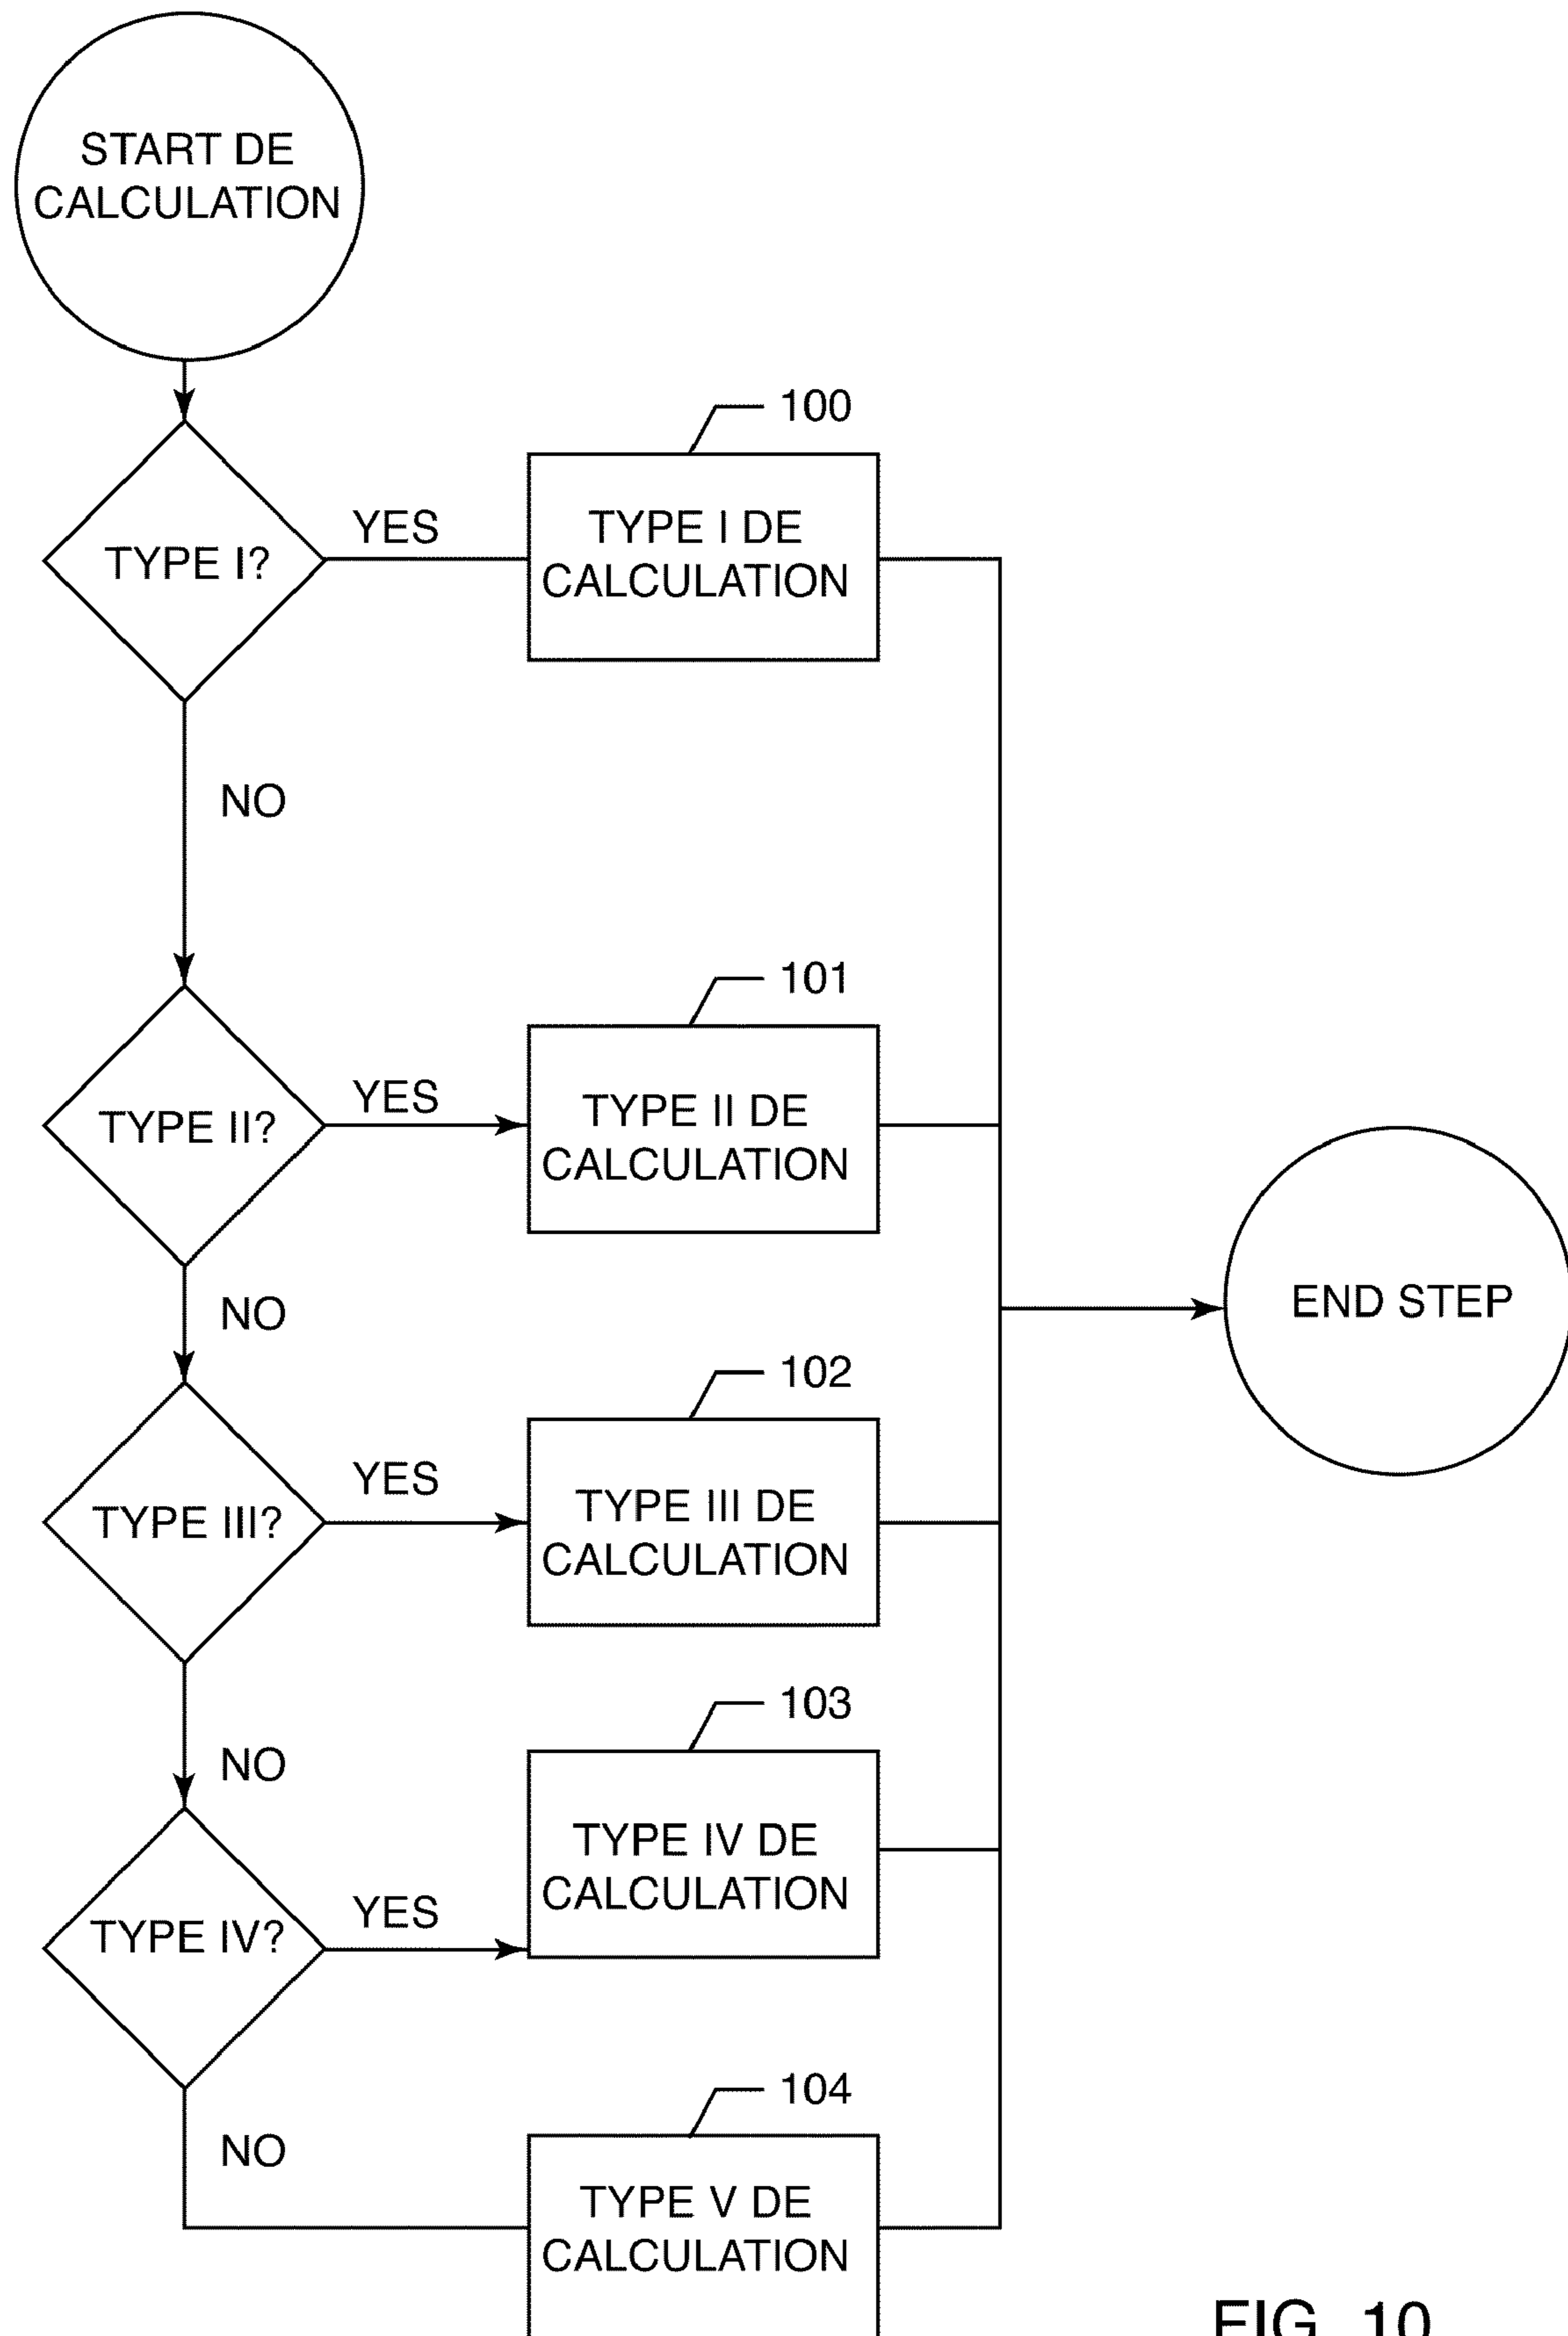 START DE
CALCULATION
100
TYPE I?
YES
TYPE I DE
CALCULATION
NO
101
TYPE II?
YES
TYPE II DE
CALCULATION
NO
END STEP
102
TYPE III?
YES
TYPE III DE
CALCULATION
NO
103
TYPE IV?
YES
TYPE IV DE
CALCULATION
NO
104
TYPE V DE
CALCULATION
FIG. 10